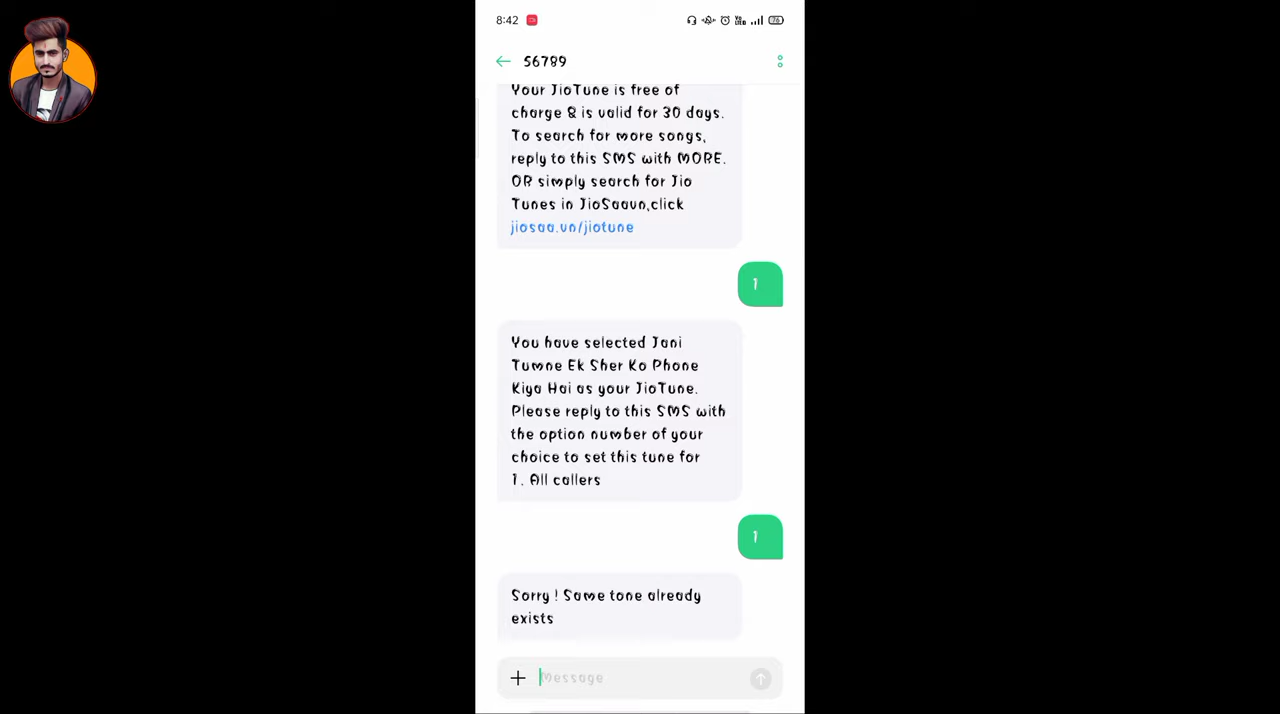 8:42
76
56789
Your JioTune is free of
charge & is valid for 30 days.
To search for more songs,
reply to this SMS with MORE.
OR simply search for Jio
Tunes in JioSaavn,click
jiosaa.vn/jiotune
1
You have selected Jani
Tumne Ek Sher Ko Phone
Kiya Hai as your JioTune.
Please reply to this SMS with
the option number of your
choice to set this tune for
1. All callers
1
Sorry ! Same tone already
exists
Message